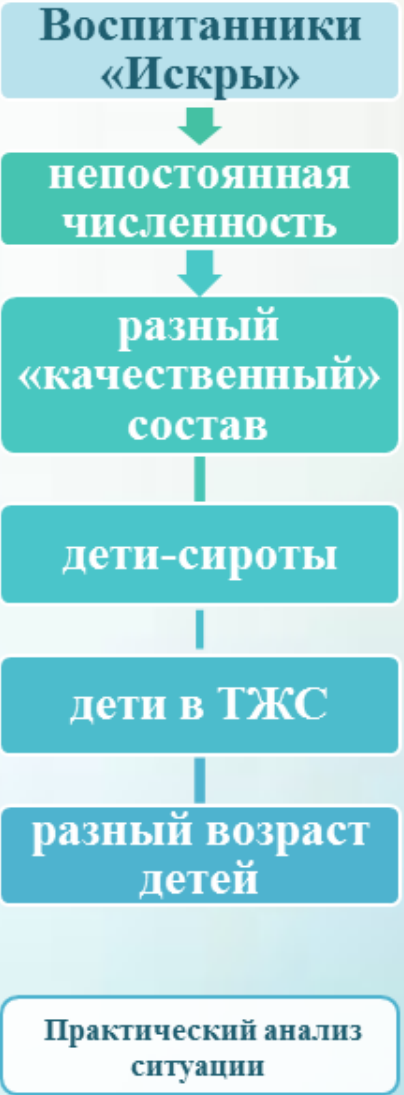 Воспитанники
«Искры»
непостоянная
численность
разный
«качественный»
состав
дети-сироты
дети в ТЖС
разный возраст
детей
Практический анализ
ситуации